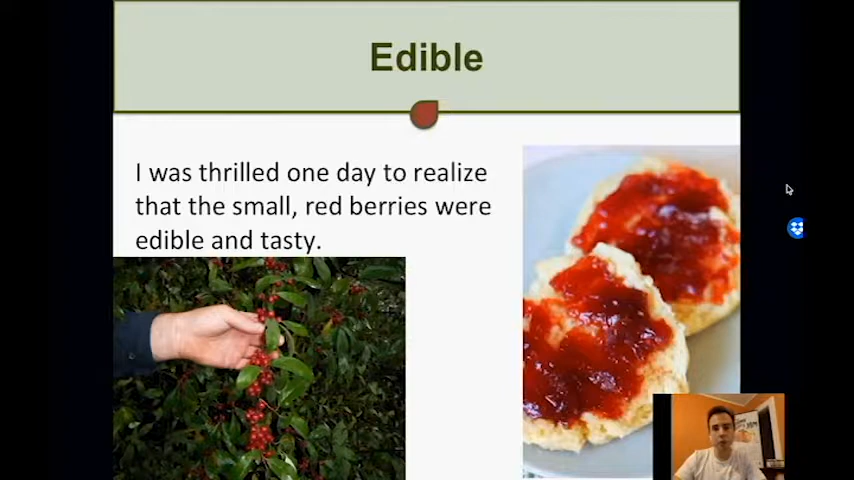 Edible
I was thrilled one day to realize
that the small, red berries were
edible and tasty.